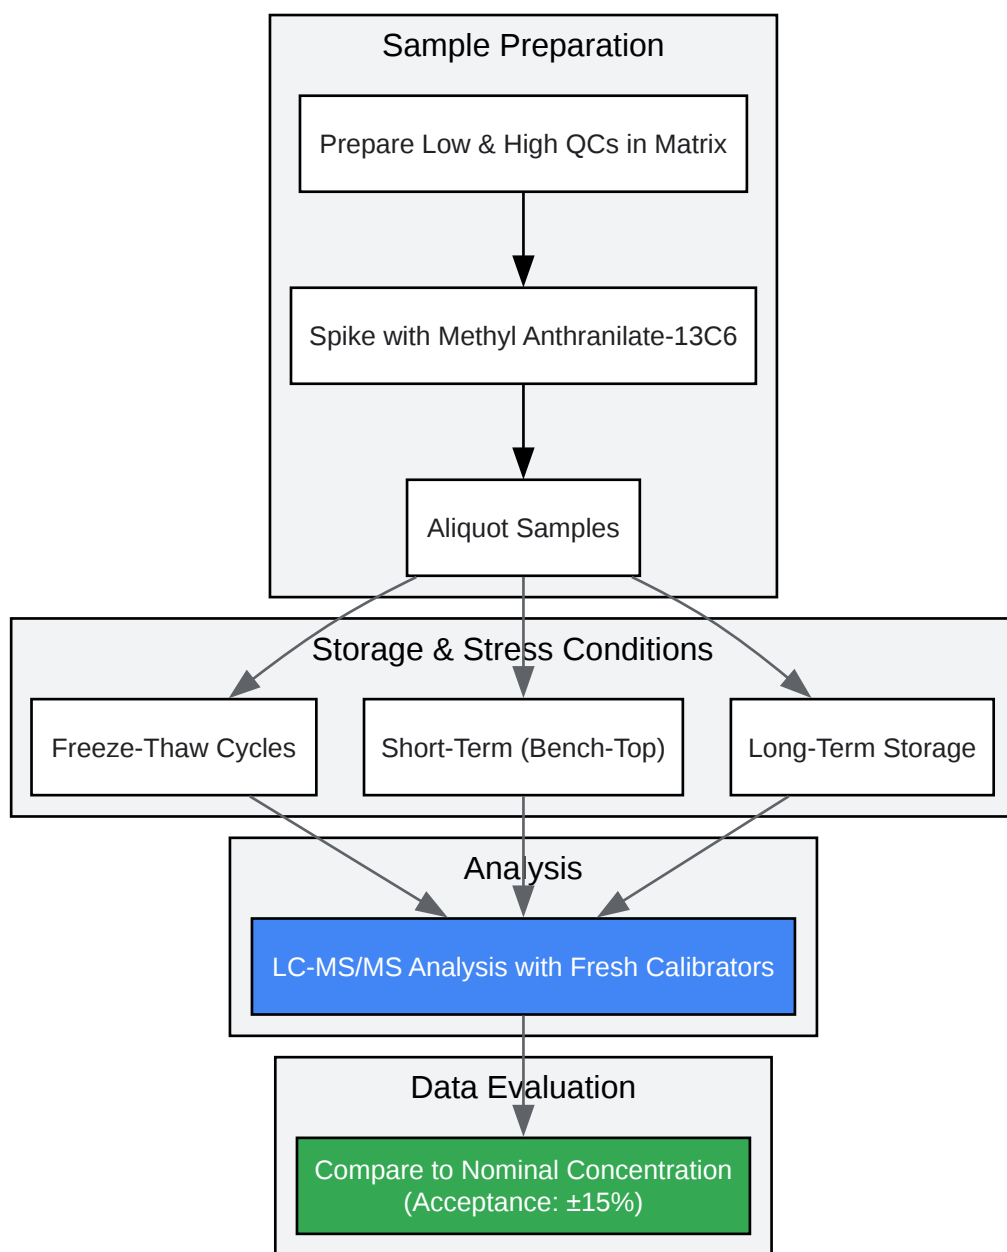 Sample Preparation
Prepare Low & High QCs in Matrix
Spike with Methyl Anthranilate-13C6
Aliquot Samples
Storage & Stress Conditions
Freeze-Thaw Cycles
Short-Term (Bench-Top)
Long-Term Storage
Analysis
LC-MS/MS Analysis with Fresh Calibrators
Data Evaluation
Compare to Nominal Concentration
(Acceptance: ±15%)